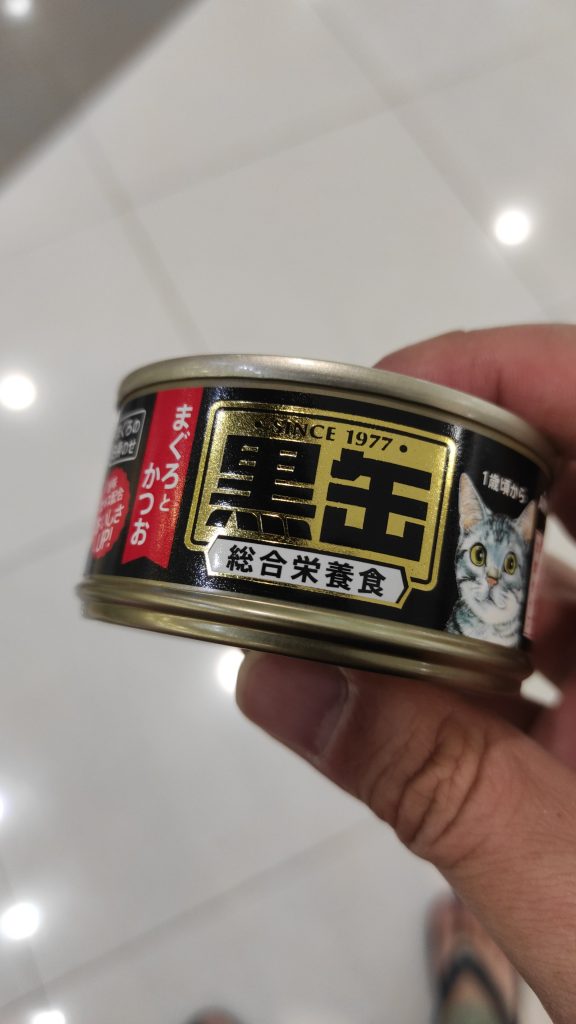 まぐろと
かつお
SINCE 1977
黒缶
総合栄養食
1歳頃から
UP!